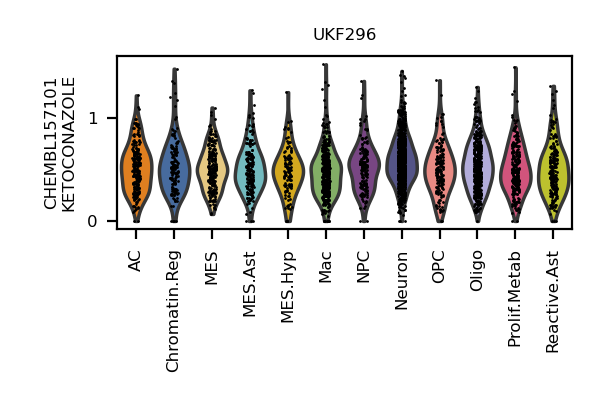 UKF296
CHEMBL157101
KETOCONAZOLE
1
0
AC
Chromatin.Reg
MES
MES.Ast
MES.Hyp
Mac
NPC
Neuron
OPC
Oligo
Prolif.Metab
Reactive.Ast